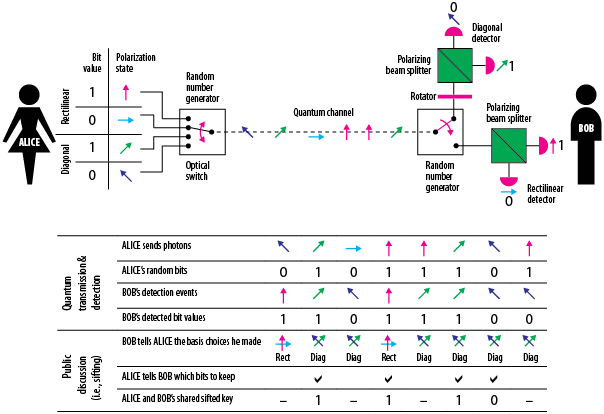 0
Diagonal
detector
Bit
value
Polarization
state
Polarizing
beam splitter
1
Random
number
generator
Rectilinear
1
Rotator
Quantum channel
Polarizing
beam splitter
0
ALICE
BOB
1
Diagonal
1
Optical
switch
Random
number
generator
0
0
Rectilinear
detector
Quantum
transmission &
detection
ALICE sends photons
ALICE's random bits 0 1 0 1 1 1 0 1
BOB's detection events
BOB's detected bit values 1 1 0 1 1 1 0 0
Public
discussion
(i.e., sifting)
BOB tells ALICE the basis choices he made
Rect Diag Diag Rect Diag Diag Diag Diag
ALICE tells BOB which bits to keep ✓ ✓ ✓ ✓
ALICE and BOB's shared sifted key – 1 – 1 – 1 0 –